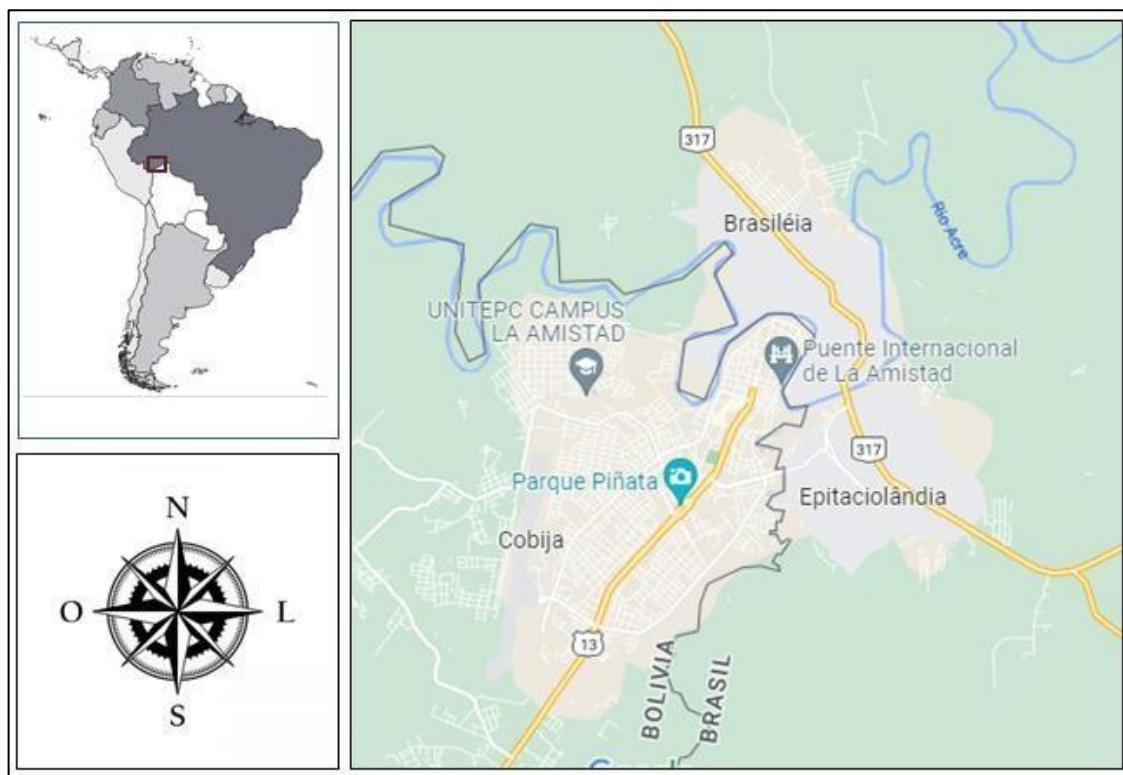 N
O
L
S
317
Brasiléia
Rio Acre
UNITEPC CAMPUS
LA AMISTAD
Puente Internacional
de La Amistad
317
Parque Piñata
Epitaciolândia
Cobija
13
BOLIVIA
BRASIL